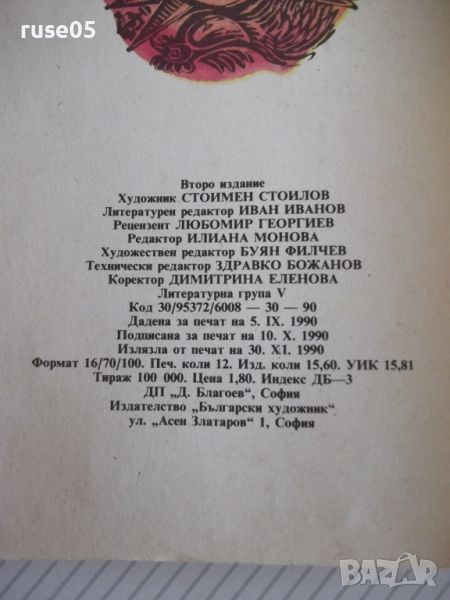 ruse05
Второ издание
Художник СТОИМЕН СТОИЛОВ
Литературен редактор ИВАН ИВАНОВ
Рецензент ЛЮБОМИР ГЕОРГИЕВ
Редактор ИЛИАНА МОНОВА
Художествен редактор БУЯН ФИЛЧЕВ
Технически редактор ЗДРАВКО БОЖАНОВ
Коректор ДИМИТРИНА ЕЛЕНОВА
Литературна група V
Код 30/95372/6008 — 30 — 90
Дадена за печат на 5. IX. 1990
Подписана за печат на 10. X. 1990
Излязла от печат на 30. XI. 1990
Формат 16/70/100. Печ. коли 12. Изд. коли 15,60. УИК 15,81
Тираж 100 000. Цена 1,80. Индекс ДБ—3
ДП „Д. Благоев“, София
Издателство „Български художник“
ул. „Асен Златаров“ 1, София
BAZAR